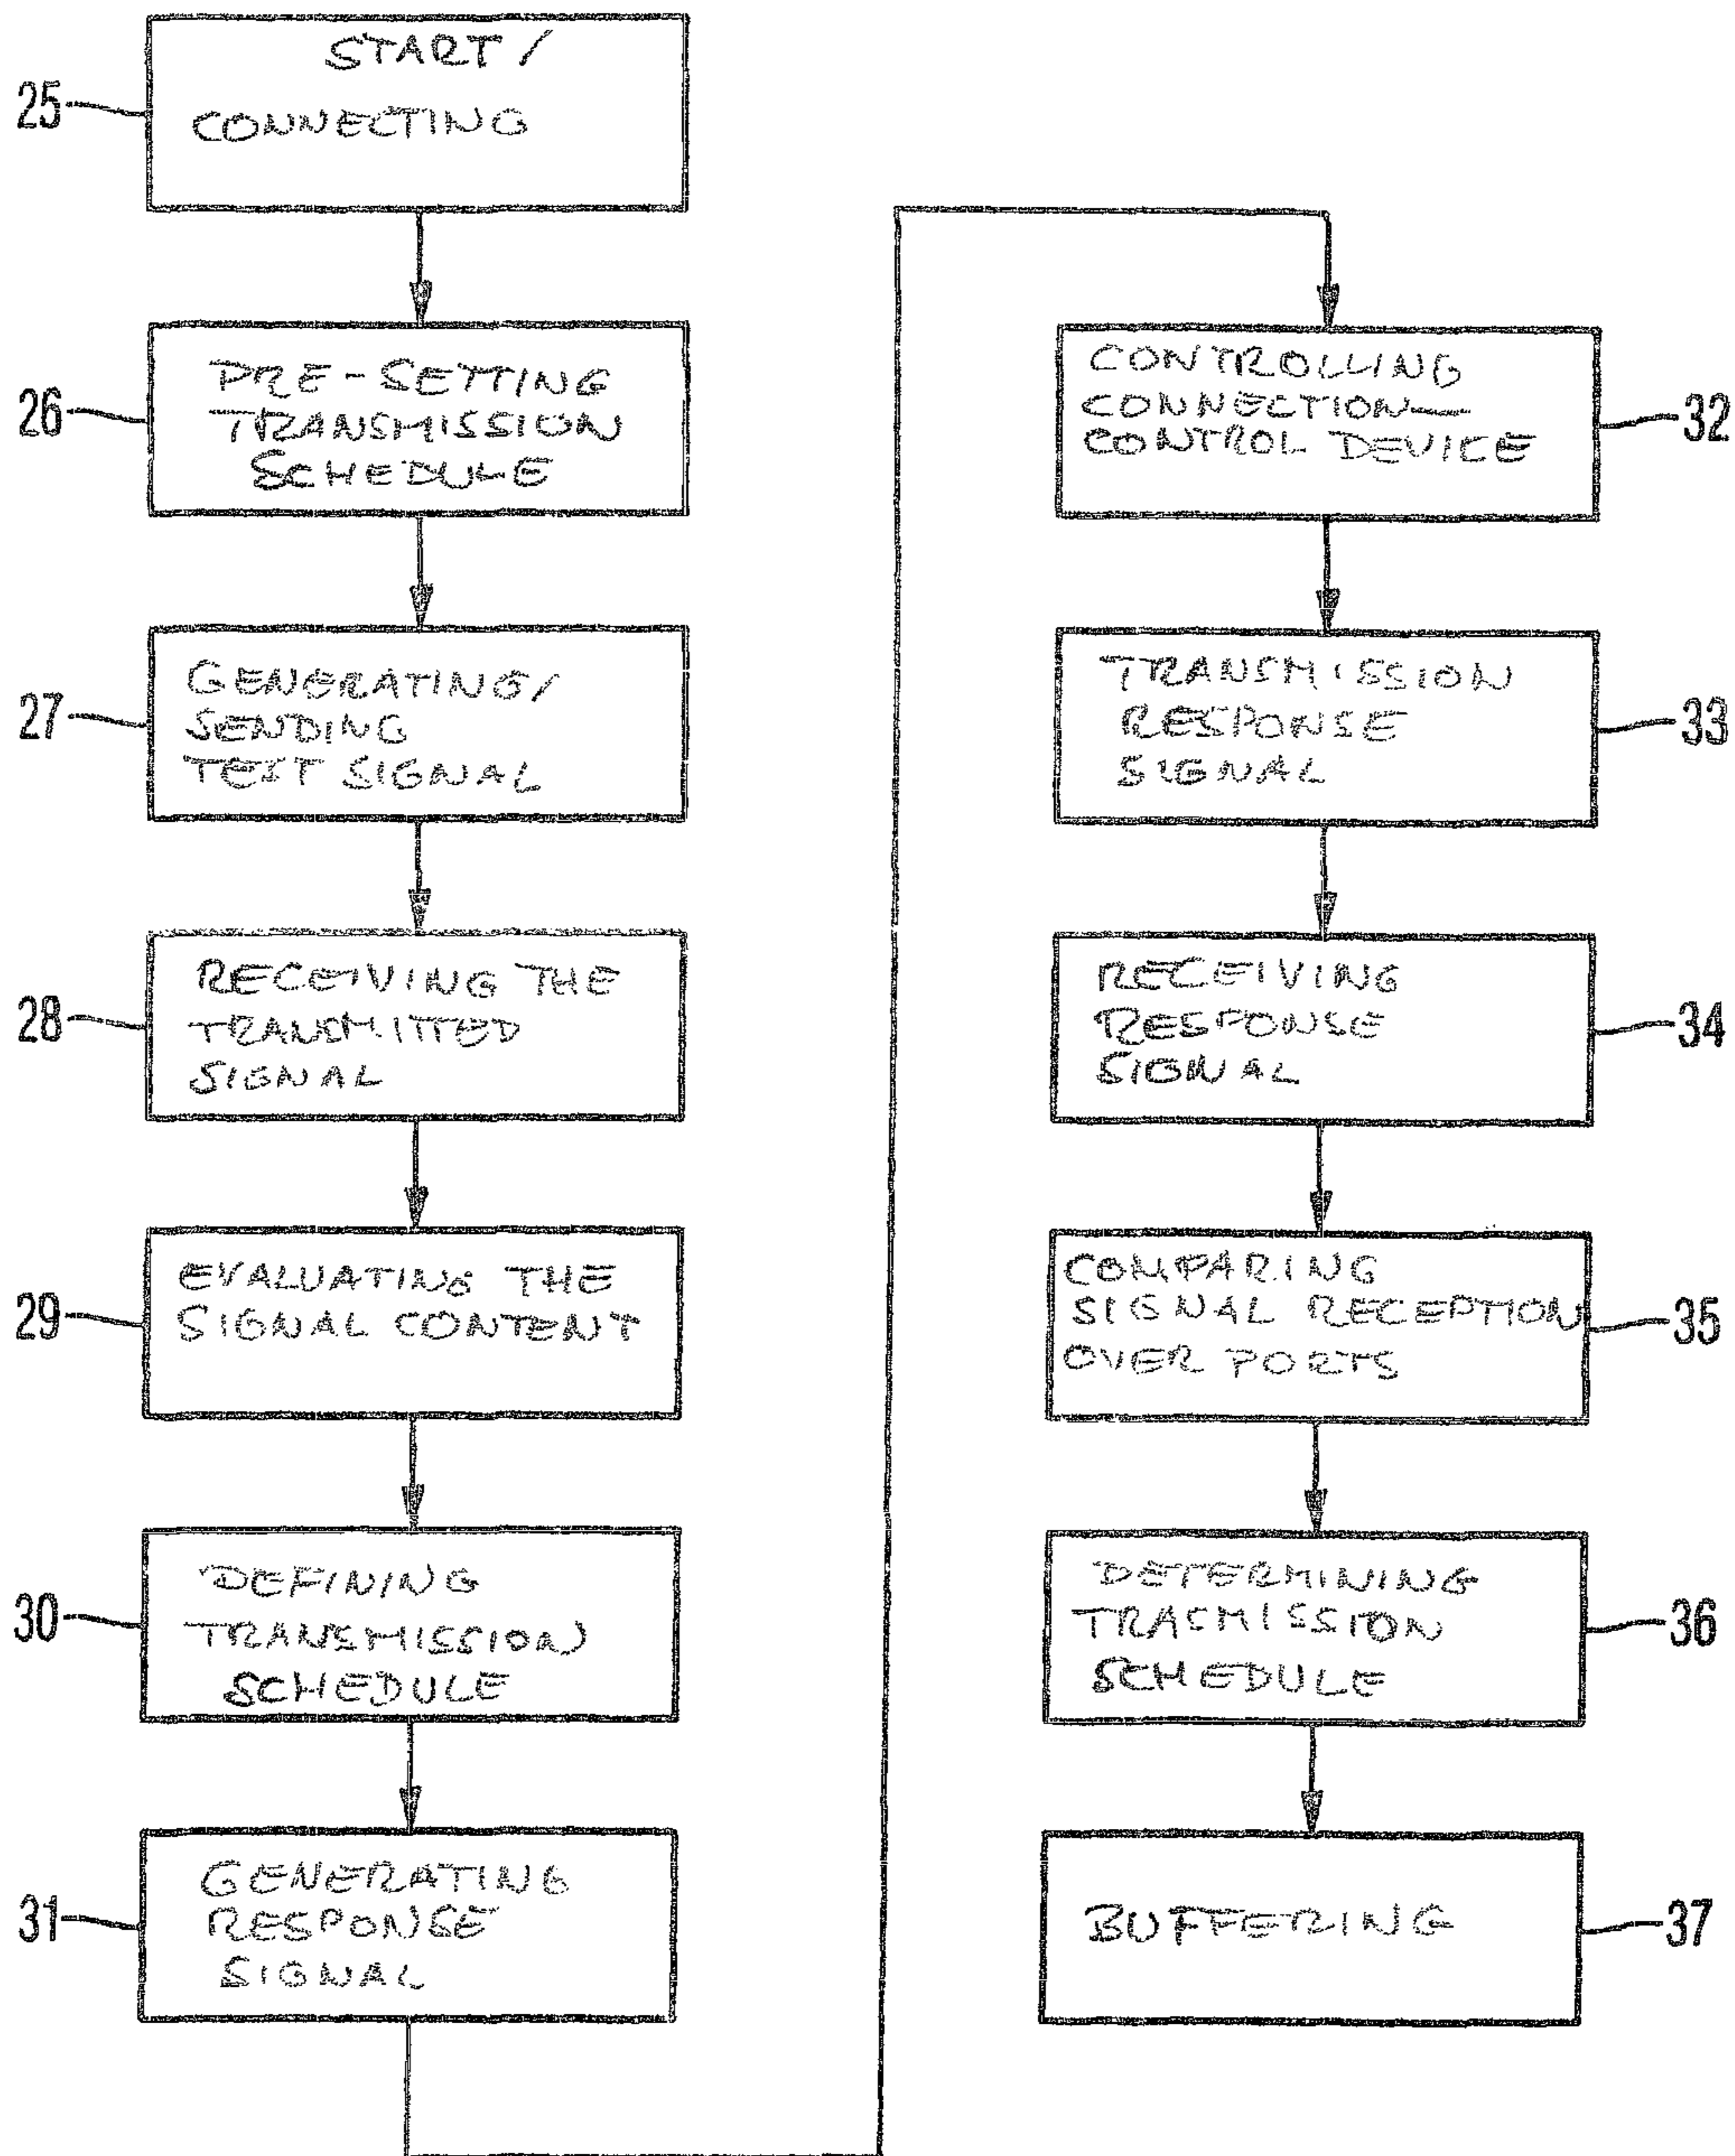 25
START /
CONNECTING
26
PRE-SETTING
TRANSMISSION
SCHEDULE
27
GENERATING/
SENDING
TEST SIGNAL
28
RECEIVING THE
TRANSMITTED
SIGNAL
29
EVALUATING THE
SIGNAL CONTENT
30
DEFINING
TRANSMISSION
SCHEDULE
31
GENERATING
RESPONSE
SIGNAL
CONTROLLING
CONNECTION—
CONTROL DEVICE
32
TRANSMISSION
RESPONSE
SIGNAL
33
RECEIVING
RESPONSE
SIGNAL
34
COMPARING
SIGNAL RECEPTION
OVER PORTS
35
DETERMINING
TRASMISSION
SCHEDULE
36
BUFFERING
37